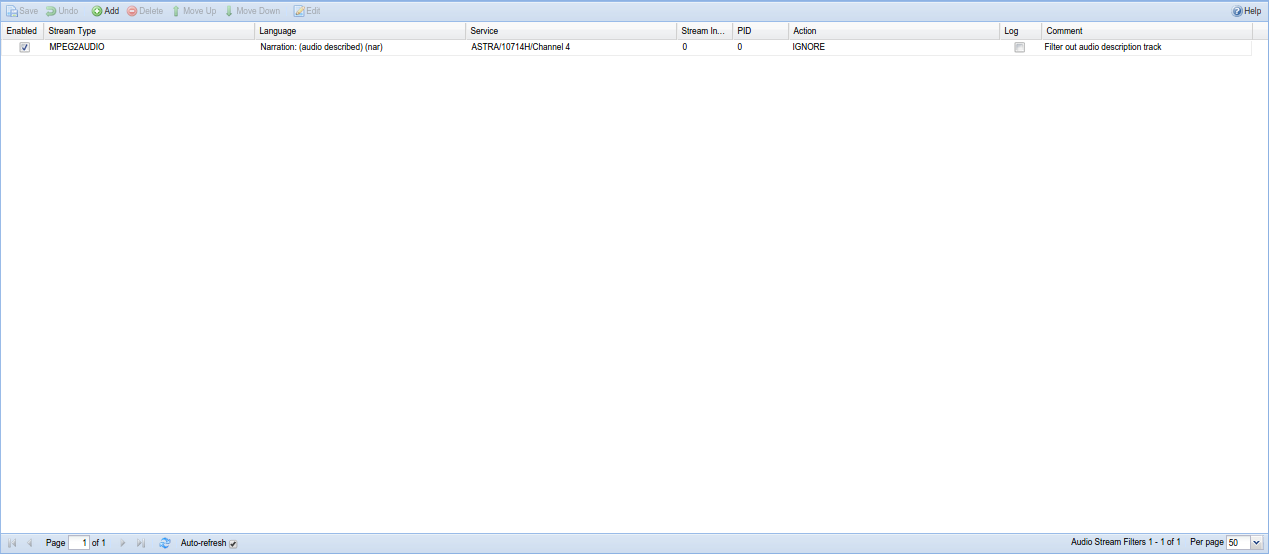 Save Undo Add Delete Move Up Move Down Edit Help
Enabled Stream Type Language Service Stream In... PID Action Log Comment
MPEG2AUDIO Narration: (audio described) (nar) ASTRA/10714H/Channel 4 0 0 IGNORE Filter out audio description track
Page 1 of 1 Auto-refresh Audio Stream Filters 1 - 1 of 1 Per page 50